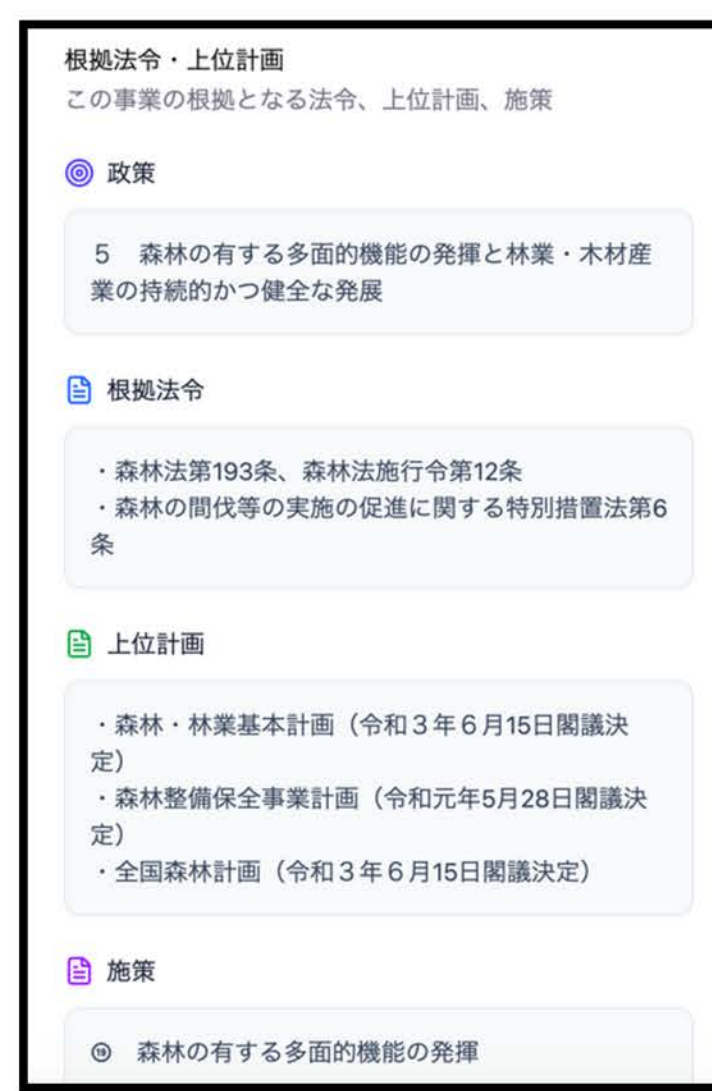 根拠法令・上位計画
この事業の根拠となる法令、上位計画、施策
政策
５　森林の有する多面的機能の発揮と林業・木材産
業の持続的かつ健全な発展
根拠法令
・森林法第193条、森林法施行令第12条
・森林の間伐等の実施の促進に関する特別措置法第6
条
上位計画
・森林・林業基本計画（令和３年６月15日閣議決
定）
・森林整備保全事業計画（令和元年5月28日閣議決
定）
・全国森林計画（令和３年６月15日閣議決定）
施策
⑲　森林の有する多面的機能の発揮